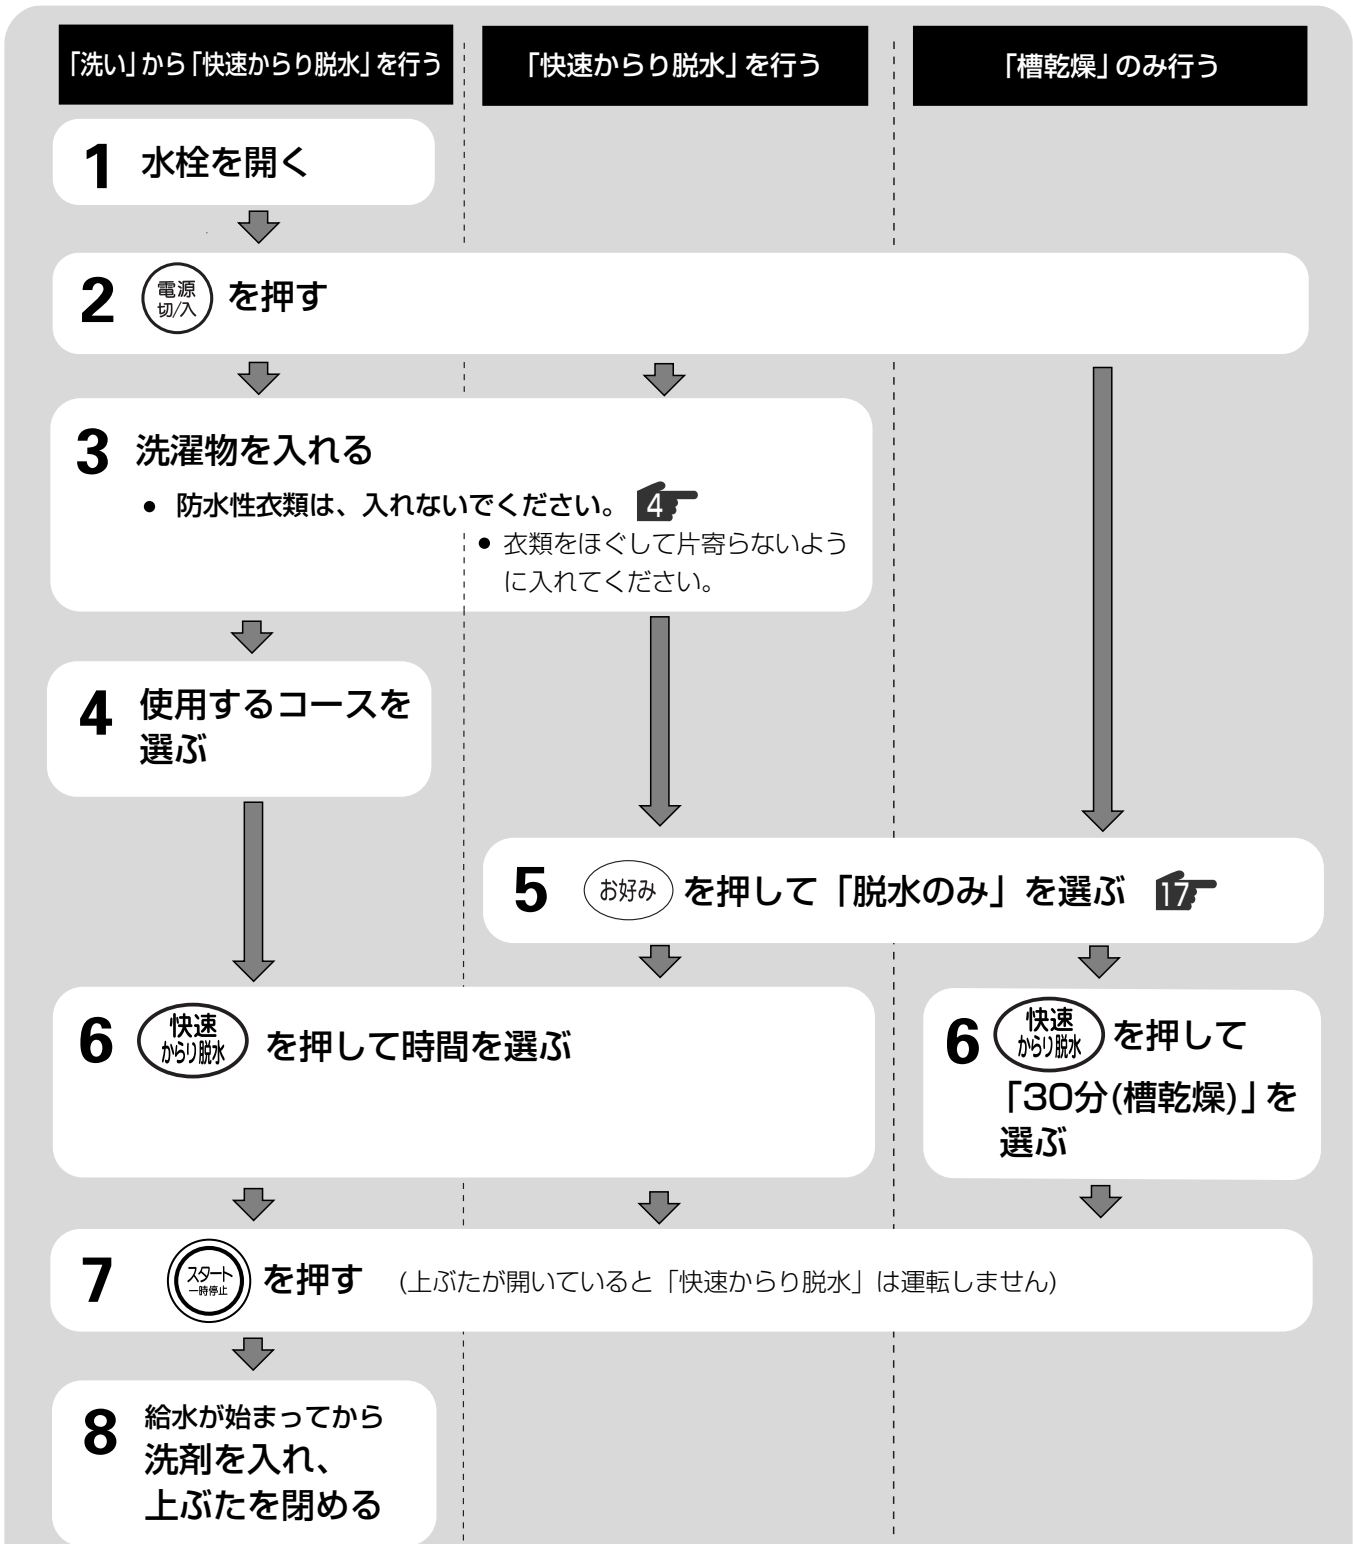 「洗い」から「快速からり脱水」を行う
「快速からり脱水」を行う
「槽乾燥」のみ行う
1 水栓を開く
2 電源
切/入 を押す
3 洗濯物を入れる
● 防水性衣類は、入れないでください。 4
● 衣類をほぐして片寄らないよう
に入れてください。
4 使用するコースを
選ぶ
5 お好み を押して「脱水のみ」を選ぶ 17
6 快速
からり脱水 を押して時間を選ぶ
6 快速
からり脱水 を押して
「30分(槽乾燥)」を
選ぶ
7 スタート
一時停止 を押す (上ぶたが開いていると「快速からり脱水」は運転しません)
8 給水が始まってから
洗剤を入れ、
上ぶたを閉める